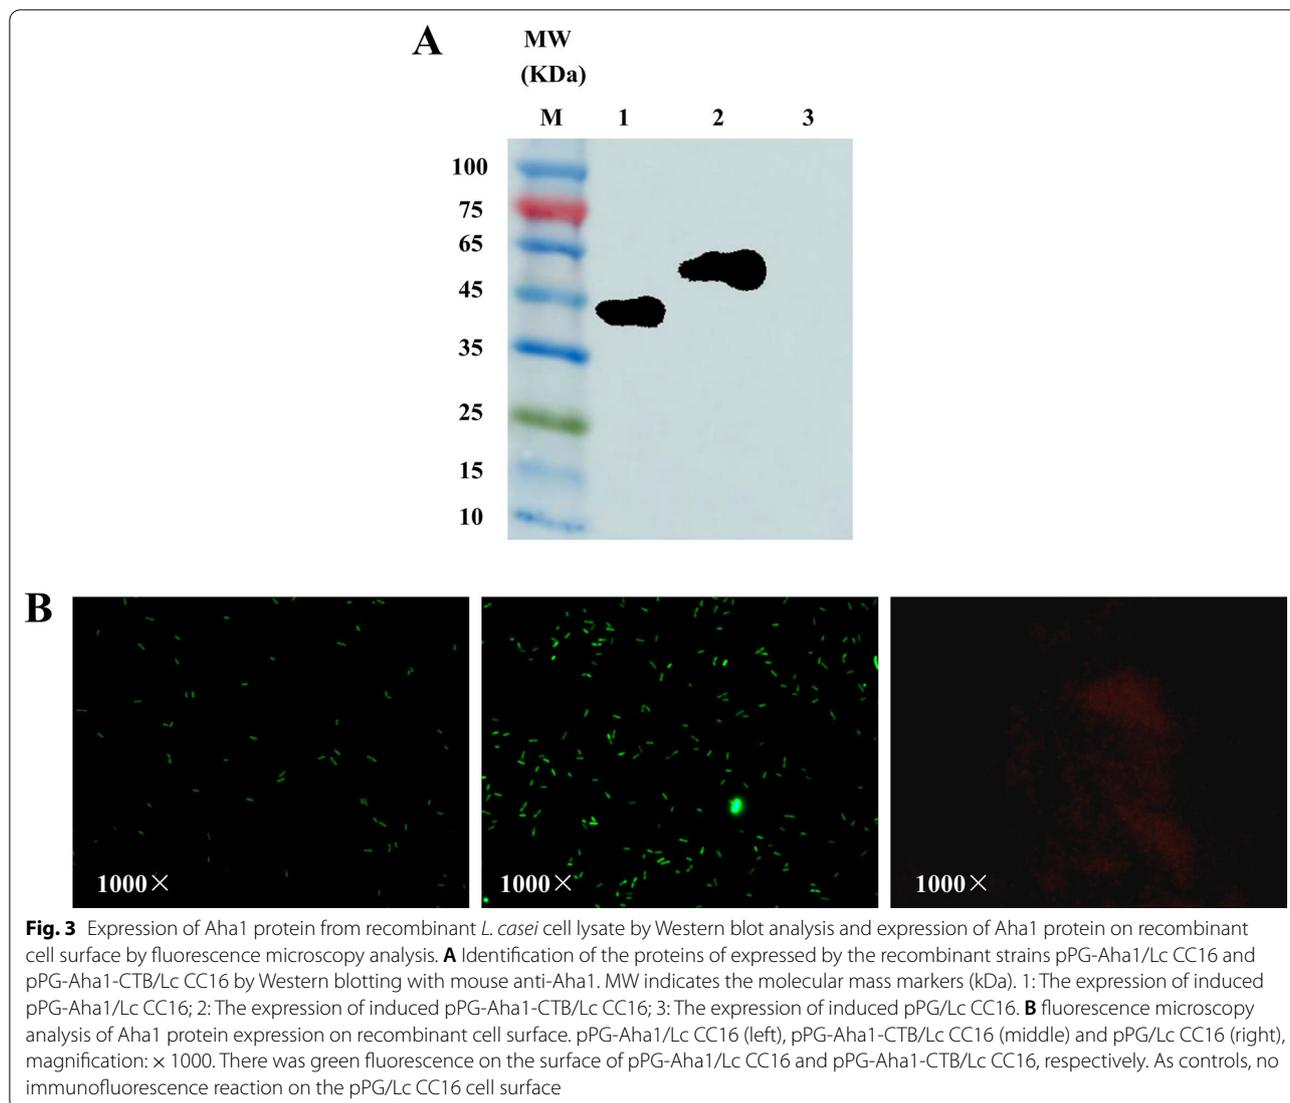 A
MW
(KDa)
M 1 2 3
100
75
65
45
35
25
15
10
B
1000× 1000× 1000×
Fig. 3 Expression of Aha1 protein from recombinant L. casei cell lysate by Western blot analysis and expression of Aha1 protein on recombinant
cell surface by fluorescence microscopy analysis. A Identification of the proteins of expressed by the recombinant strains pPG-Aha1/Lc CC16 and
pPG-Aha1-CTB/Lc CC16 by Western blotting with mouse anti-Aha1. MW indicates the molecular mass markers (kDa). 1: The expression of induced
pPG-Aha1/Lc CC16; 2: The expression of induced pPG-Aha1-CTB/Lc CC16; 3: The expression of induced pPG/Lc CC16. B fluorescence microscopy
analysis of Aha1 protein expression on recombinant cell surface. pPG-Aha1/Lc CC16 (left), pPG-Aha1-CTB/Lc CC16 (middle) and pPG/Lc CC16 (right),
magnification: × 1000. There was green fluorescence on the surface of pPG-Aha1/Lc CC16 and pPG-Aha1-CTB/Lc CC16, respectively. As controls, no
immunofluorescence reaction on the pPG/Lc CC16 cell surface